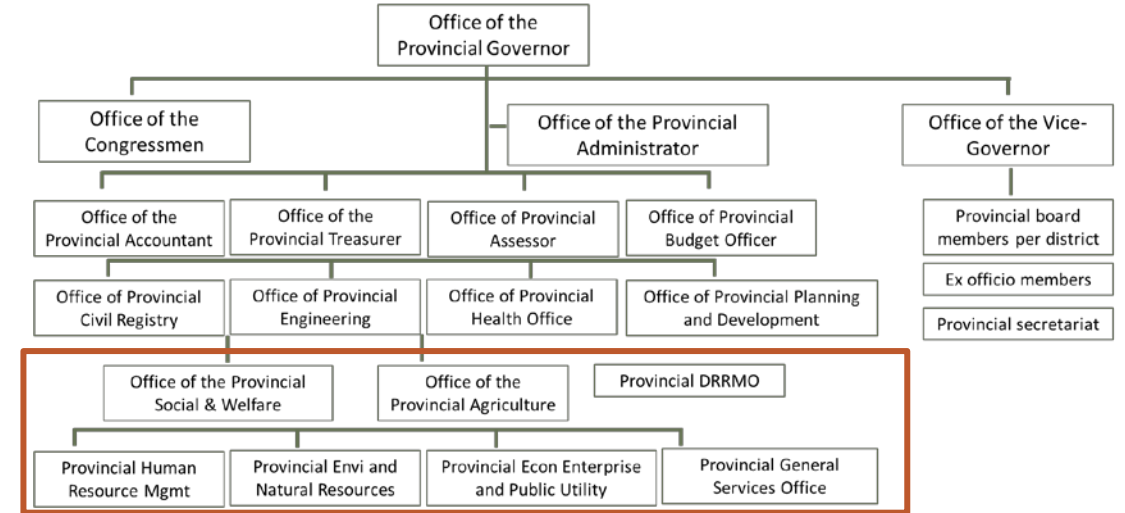 Office of the
Provincial Governor
Office of the
Congressmen
Office of the Provincial
Administrator
Office of the Vice-
Governor
Office of the
Provincial Accountant
Office of the
Provincial Treasurer
Office of Provincial
Assessor
Office of Provincial
Budget Officer
Provincial board
members per district
Ex officio members
Provincial secretariat
Office of Provincial
Civil Registry
Office of Provincial
Engineering
Office of Provincial
Health Office
Office of Provincial Planning
and Development
Office of the Provincial
Social & Welfare
Office of the
Provincial Agriculture
Provincial DRRMO
Provincial Human
Resource Mgmt
Provincial Envi and
Natural Resources
Provincial Econ Enterprise
and Public Utility
Provincial General
Services Office